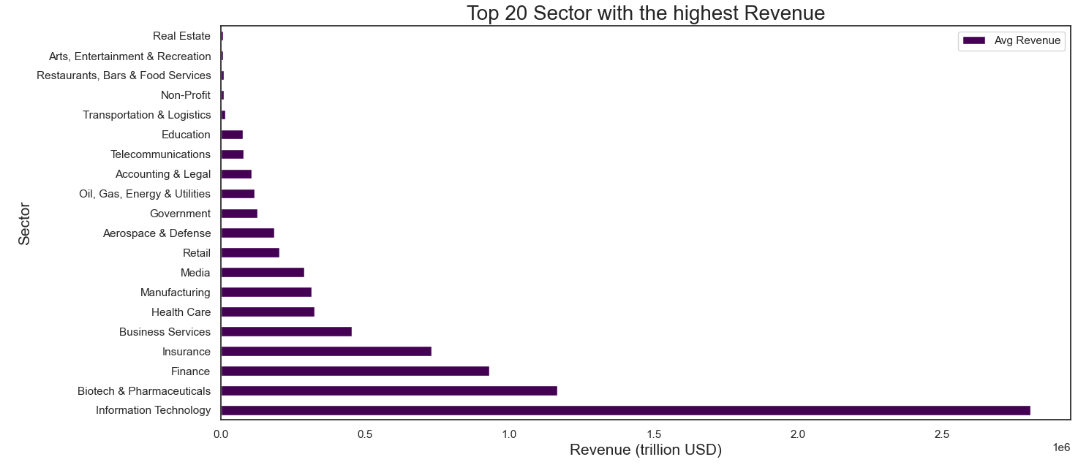 Top 20 Sector with the highest Revenue
Avg Revenue
Sector
Real Estate
Arts, Entertainment & Recreation
Restaurants, Bars & Food Services
Non-Profit
Transportation & Logistics
Education
Telecommunications
Accounting & Legal
Oil, Gas, Energy & Utilities
Government
Aerospace & Defense
Retail
Media
Manufacturing
Health Care
Business Services
Insurance
Finance
Biotech & Pharmaceuticals
Information Technology
0.0 0.5 1.0 1.5 2.0 2.5
1e6
Revenue (trillion USD)